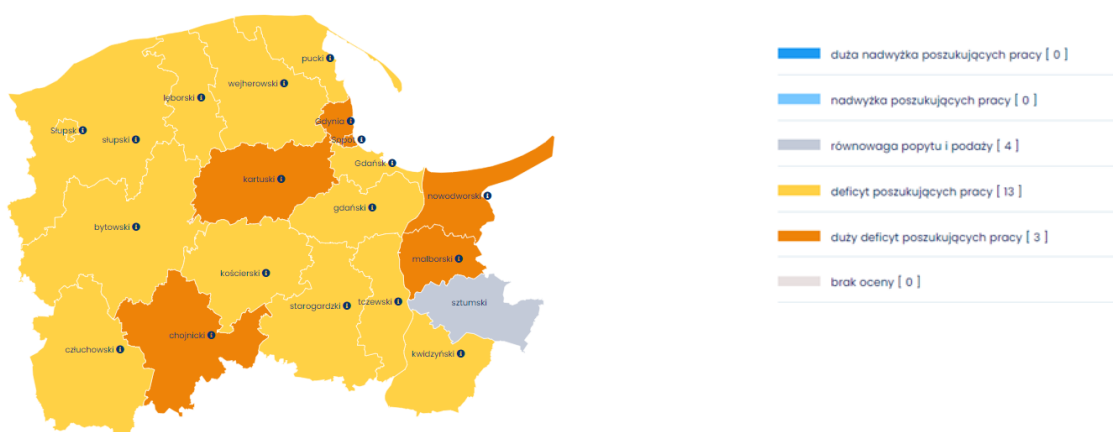 pucki
wejherowski
lęborski
Gdynia
Słupsk
słupski
Sopot
Gdańsk
kartuski
nowodworski
gdański
bytowski
malborski
kościerski
starogardzki
tczewski
sztumski
chojnicki
człuchowski
kwidzyński
duża nadwyżka poszukujących pracy [ 0 ]
nadwyżka poszukujących pracy [ 0 ]
równowaga popytu i podaży [ 4 ]
deficyt poszukujących pracy [ 13 ]
duży deficyt poszukujących pracy [ 3 ]
brak oceny [ 0 ]